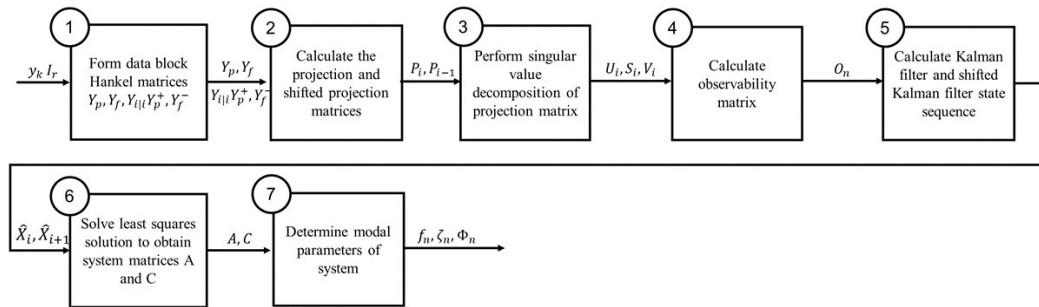 1
Form data block
Hankel matrices
Y_p, Y_f, Y_{i|i} Y_p^+, Y_f^-
y_k I_r
Y_p, Y_f
Y_{i|i} Y_p^+, Y_f^-
2
Calculate the
projection and
shifted projection
matrices
P_i, P_{i-1}
3
Perform singular
value
decomposition of
projection matrix
U_i, S_i, V_i
4
Calculate
observability
matrix
O_n
5
Calculate Kalman
filter and shifted
Kalman filter state
sequence
X̂_i, X̂_{i+1}
6
Solve least squares
solution to obtain
system matrices A
and C
A, C
7
Determine modal
parameters of
system
f_n, ζ_n, Φ_n